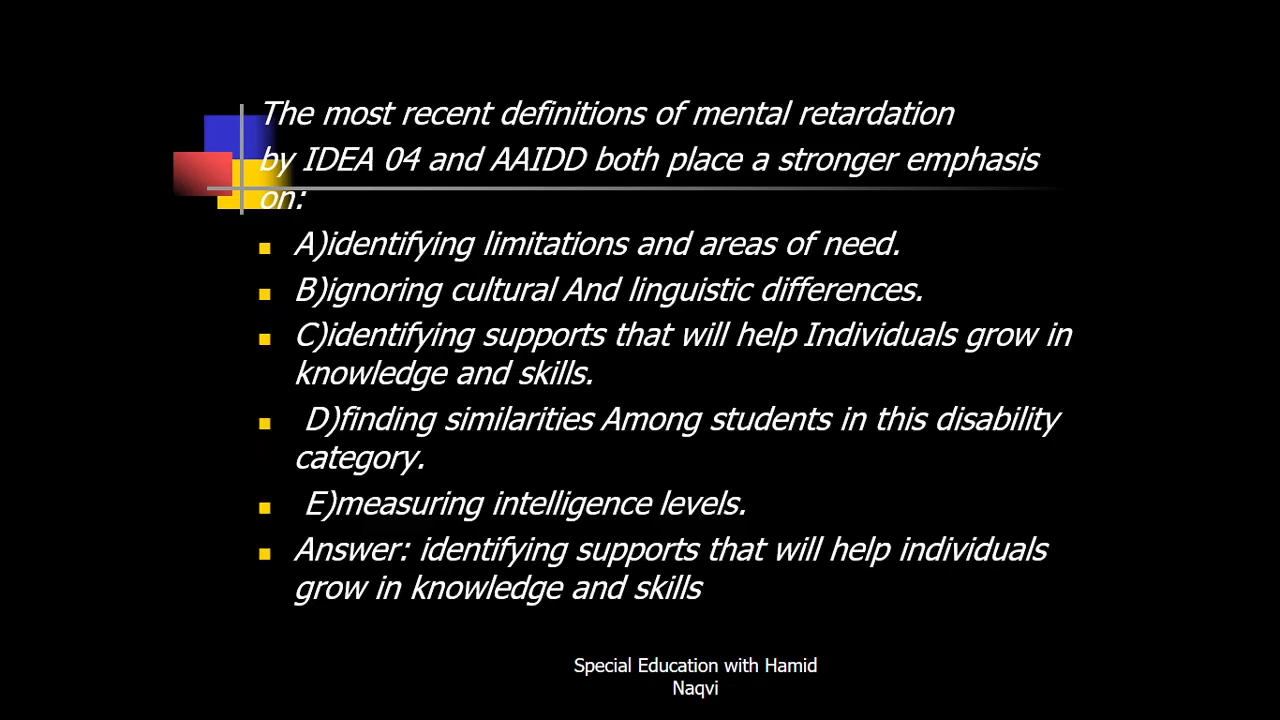 The most recent definitions of mental retardation
by IDEA 04 and AAIDD both place a stronger emphasis
on:
A)identifying limitations and areas of need.
B)ignoring cultural And linguistic differences.
C)identifying supports that will help Individuals grow in
knowledge and skills.
D)finding similarities Among students in this disability
category.
E)measuring intelligence levels.
Answer: identifying supports that will help individuals
grow in knowledge and skills
Special Education with Hamid
Naqvi